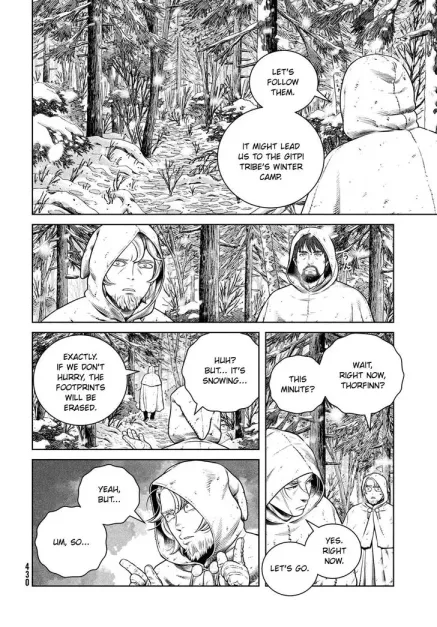 LET'S
FOLLOW
THEM.
IT MIGHT LEAD
US TO THE GITPI
TRIBE'S WINTER
CAMP.
WAIT,
RIGHT NOW,
THORFINN?
THIS
MINUTE?
YES.
RIGHT
NOW.
LET'S GO.
HUH?
BUT... IT'S
SNOWING...
EXACTLY.
IF WE DON'T
HURRY, THE
FOOTPRINTS
WILL BE
ERASED.
YEAH,
BUT...
UM, SO...
430